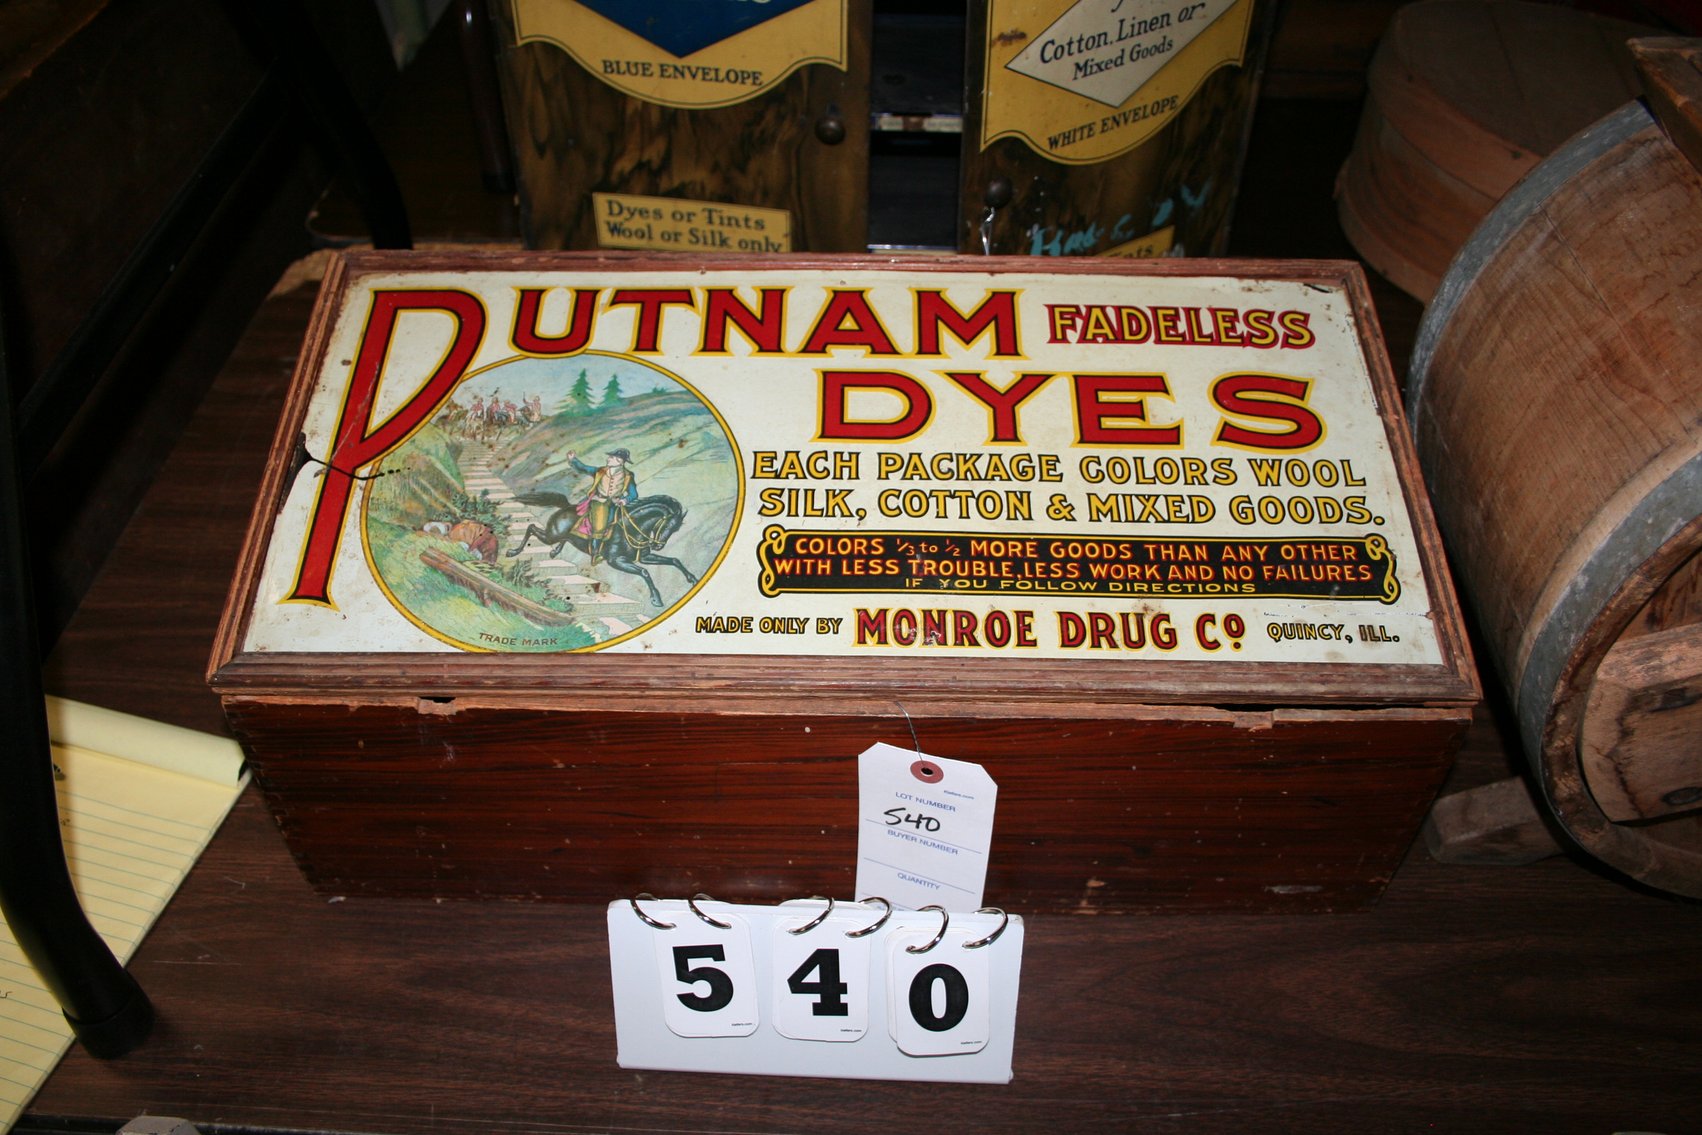 BLUE ENVELOPE
Dyes or Tints
Wool or Silk only
Cotton, Linen or
Mixed Goods
WHITE ENVELOPE
PUTNAM FADELESS
DYES
EACH PACKAGE COLORS WOOL
SILK, COTTON & MIXED GOODS.
COLORS 1/3 to 1/2 MORE GOODS THAN ANY OTHER
WITH LESS TROUBLE, LESS WORK AND NO FAILURES
IF YOU FOLLOW DIRECTIONS
TRADE MARK
MADE ONLY BY MONROE DRUG Co QUINCY, ILL.
LOT NUMBER
540
BUYER NUMBER
QUANTITY
5 4 0